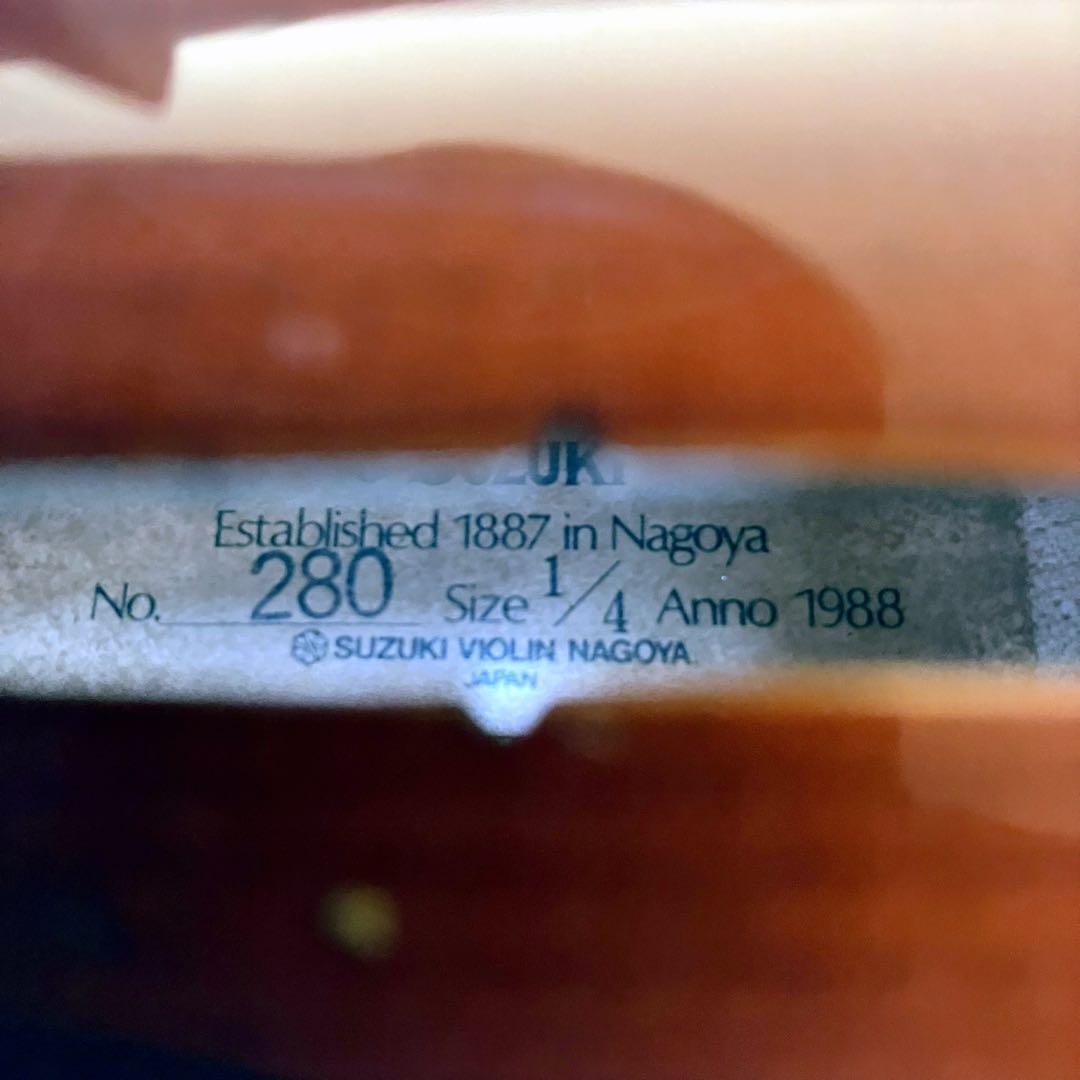 SUZUKI
Established 1887 in Nagoya
No. 280 Size 1/4 Anno 1988
SUZUKI VIOLIN NAGOYA
JAPAN